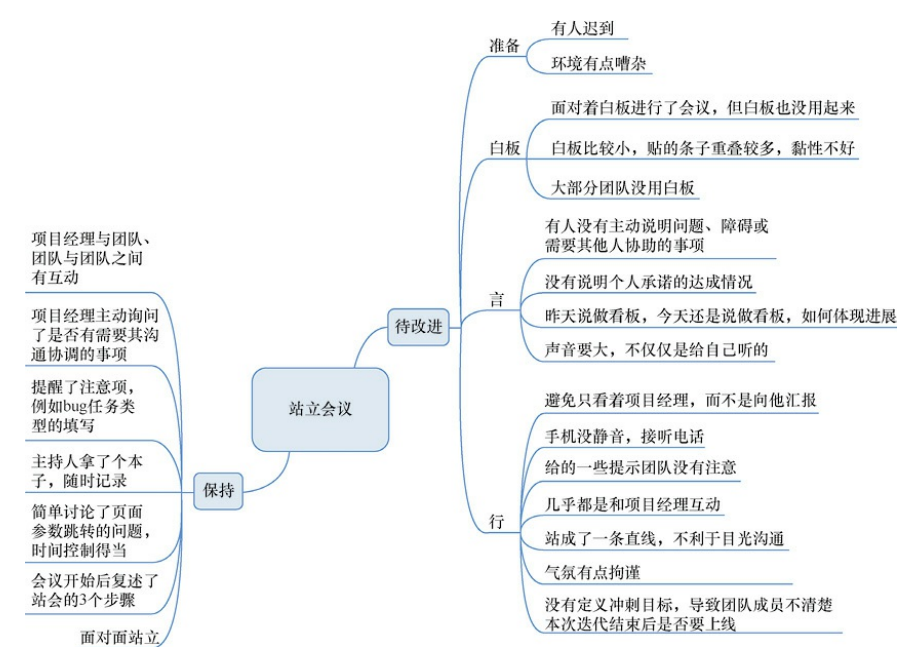 站立会议
待改进
准备
有人迟到
环境有点嘈杂
白板
面对着白板进行了会议，但白板也没用起来
白板比较小，贴的条子重叠较多，黏性不好
大部分团队没用白板
言
有人没有主动说明问题、障碍或
需要其他人协助的事项
没有说明个人承诺的达成情况
昨天说做看板，今天还是说做看板，如何体现进展
声音要大，不仅仅是给自己听的
行
避免只看着项目经理，而不是向他汇报
手机没静音，接听电话
给的一些提示团队没有注意
几乎都是和项目经理互动
站成了一条直线，不利于目光沟通
气氛有点拘谨
没有定义冲刺目标，导致团队成员不清楚
本次迭代结束后是否要上线
保持
项目经理与团队、
团队与团队之间
有互动
项目经理主动询问
了是否有需要其沟
通协调的事项
提醒了注意项，
例如bug任务类
型的填写
主持人拿了个本
子，随时记录
简单讨论了页面
参数跳转的问题，
时间控制得当
会议开始后复述了
站会的3个步骤
面对面站立